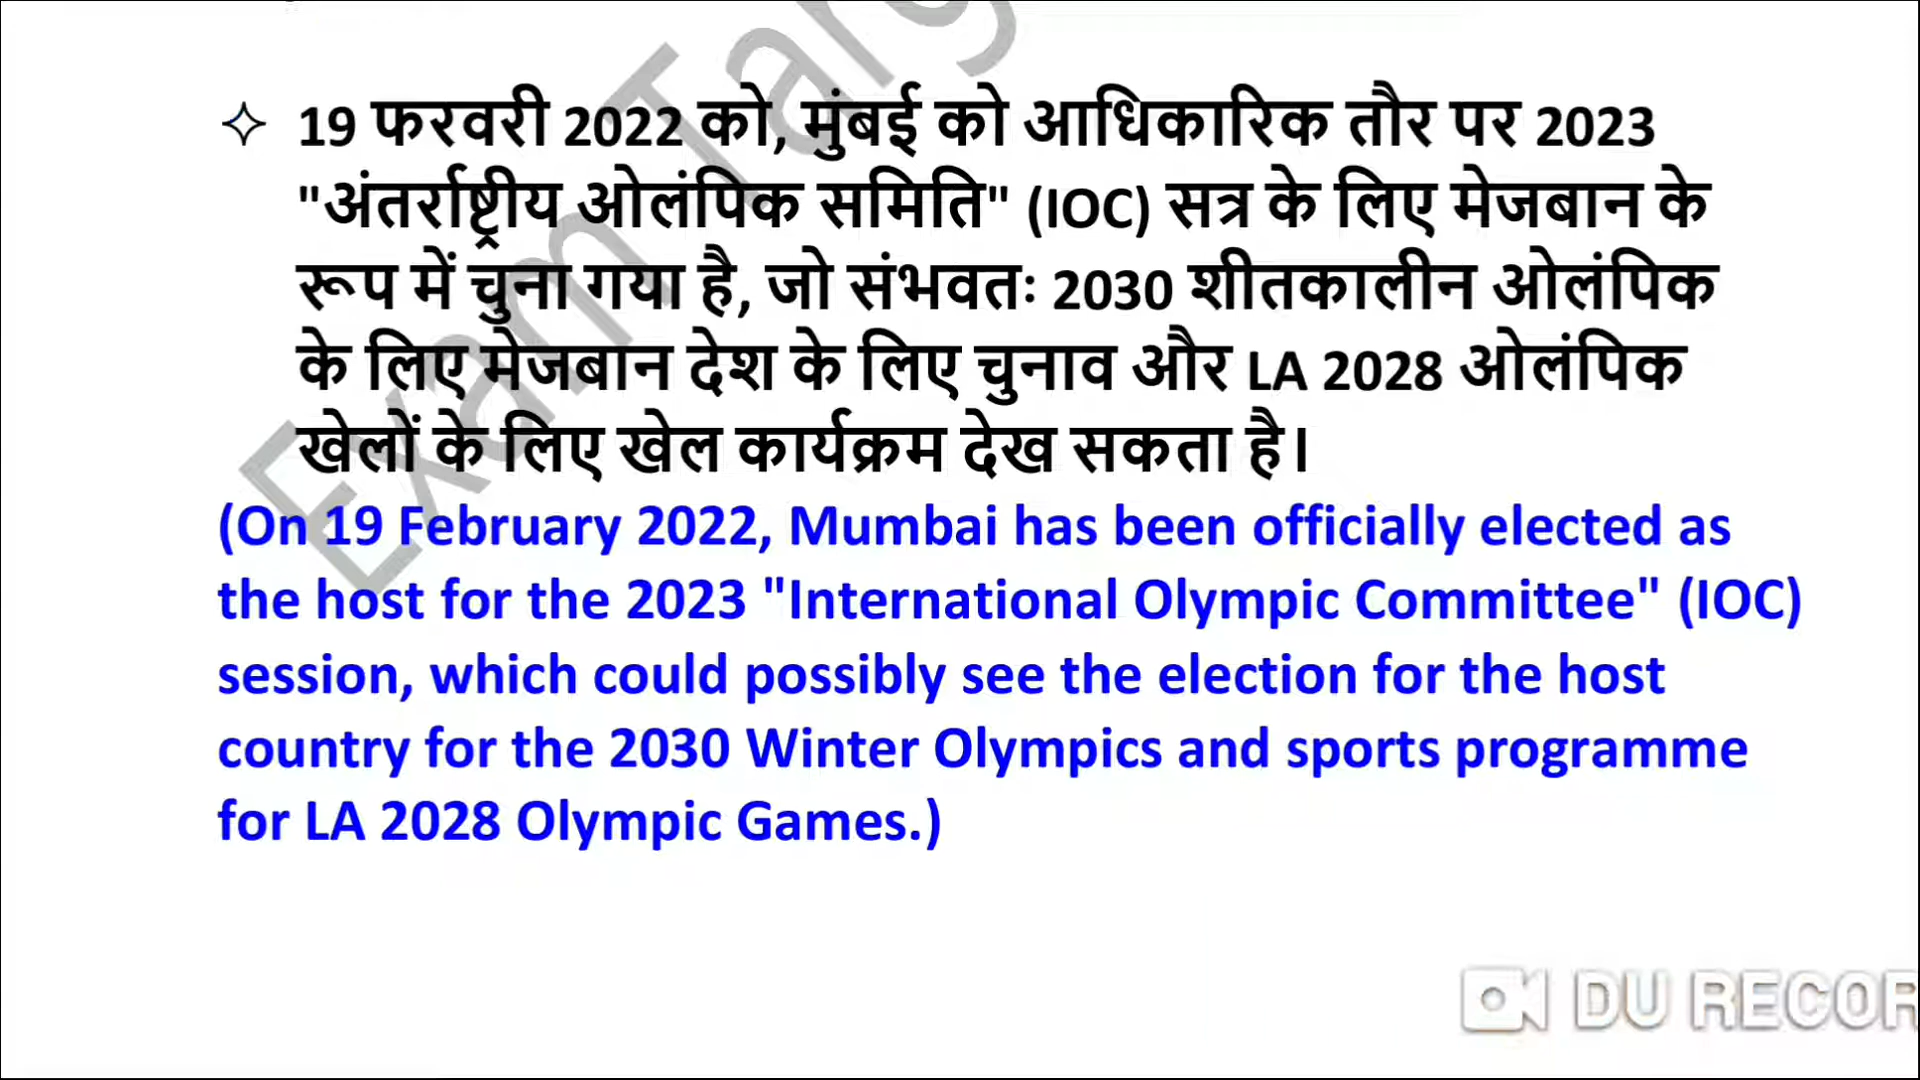 ✧ 19 फरवरी 2022 को, मुंबई को आधिकारिक तौर पर 2023
"अंतर्राष्ट्रीय ओलंपिक समिति" (IOC) सत्र के लिए मेजबान के
रूप में चुना गया है, जो संभवतः 2030 शीतकालीन ओलंपिक
के लिए मेजबान देश के लिए चुनाव और LA 2028 ओलंपिक
खेलों के लिए खेल कार्यक्रम देख सकता है।
(On 19 February 2022, Mumbai has been officially elected as
the host for the 2023 "International Olympic Committee" (IOC)
session, which could possibly see the election for the host
country for the 2030 Winter Olympics and sports programme
for LA 2028 Olympic Games.)
Exam Targ
DU RECOR